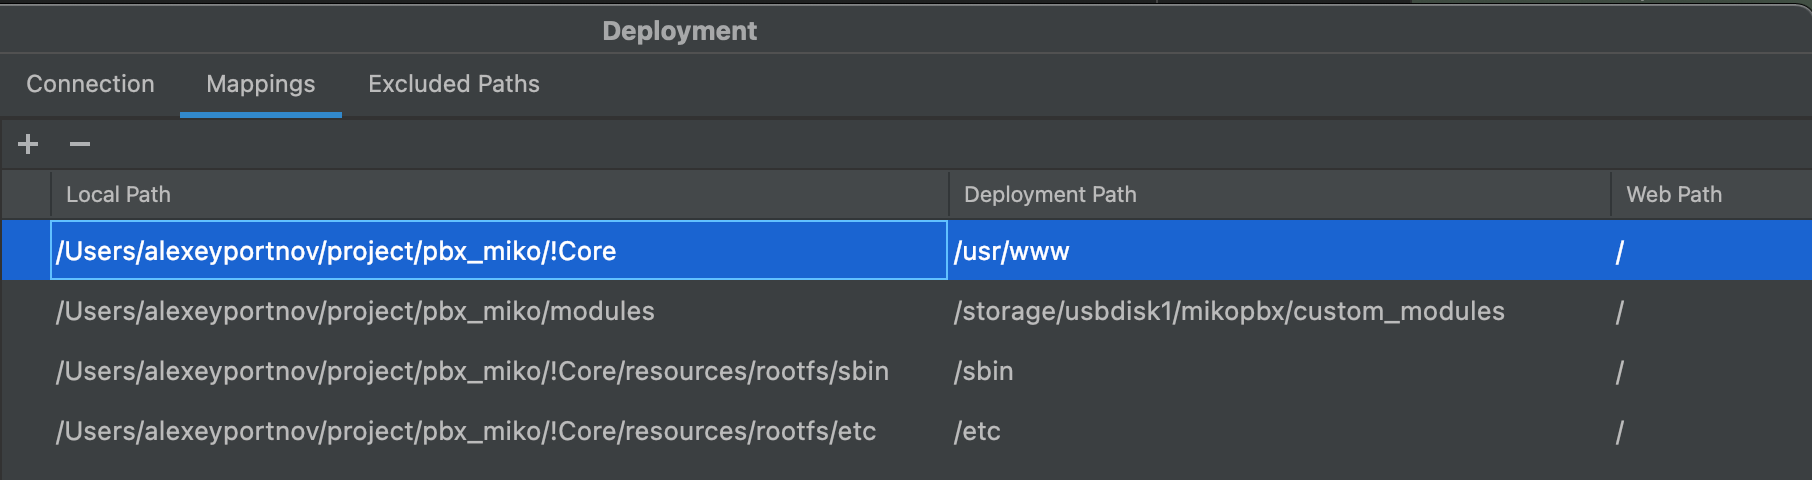 Deployment
Connection Mappings Excluded Paths
+ −
Local Path Deployment Path Web Path
/Users/alexeyportnov/project/pbx_miko/!Core /usr/www /
/Users/alexeyportnov/project/pbx_miko/modules /storage/usbdisk1/mikopbx/custom_modules /
/Users/alexeyportnov/project/pbx_miko/!Core/resources/rootfs/sbin /sbin /
/Users/alexeyportnov/project/pbx_miko/!Core/resources/rootfs/etc /etc /